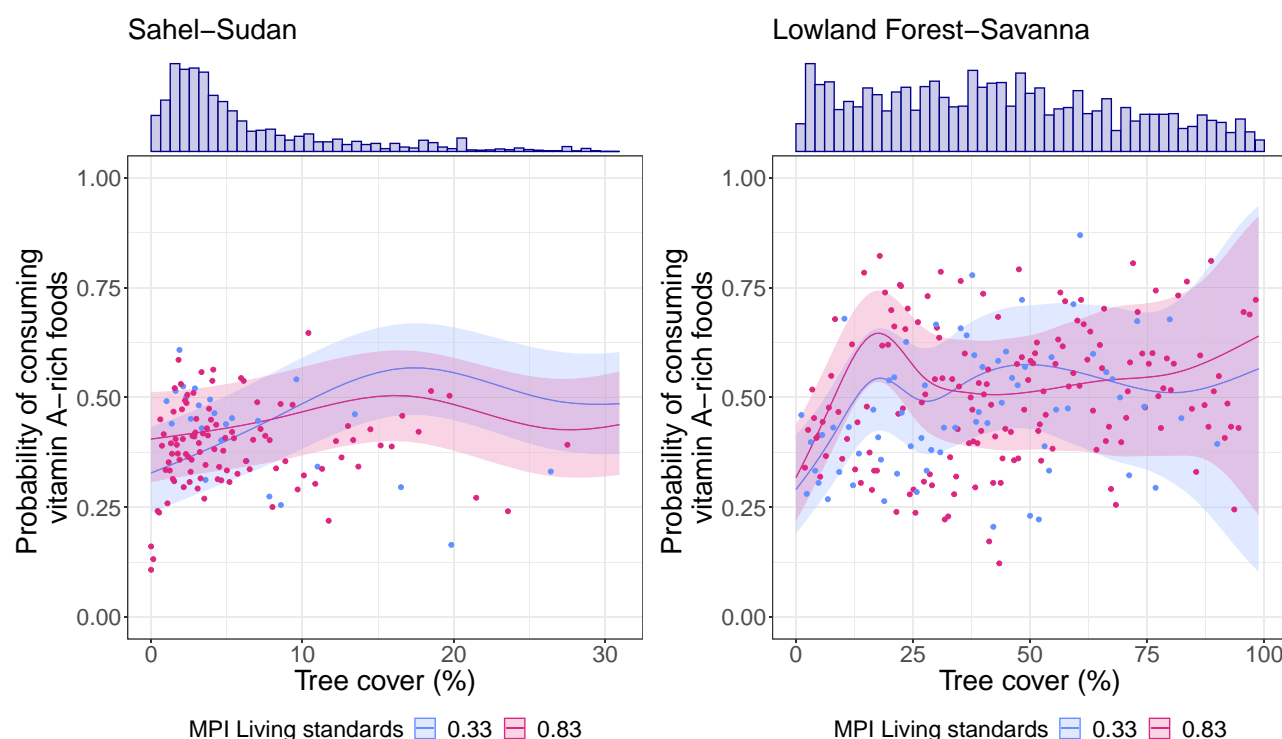 Sahel−Sudan
Probability of consuming
vitamin A−rich foods
1.00
0.75
0.50
0.25
0.00
0
10
20
30
Tree cover (%)
MPI Living standards 0.33 0.83
Lowland Forest−Savanna
Probability of consuming
vitamin A−rich foods
1.00
0.75
0.50
0.25
0.00
0
25
50
75
100
Tree cover (%)
MPI Living standards 0.33 0.83